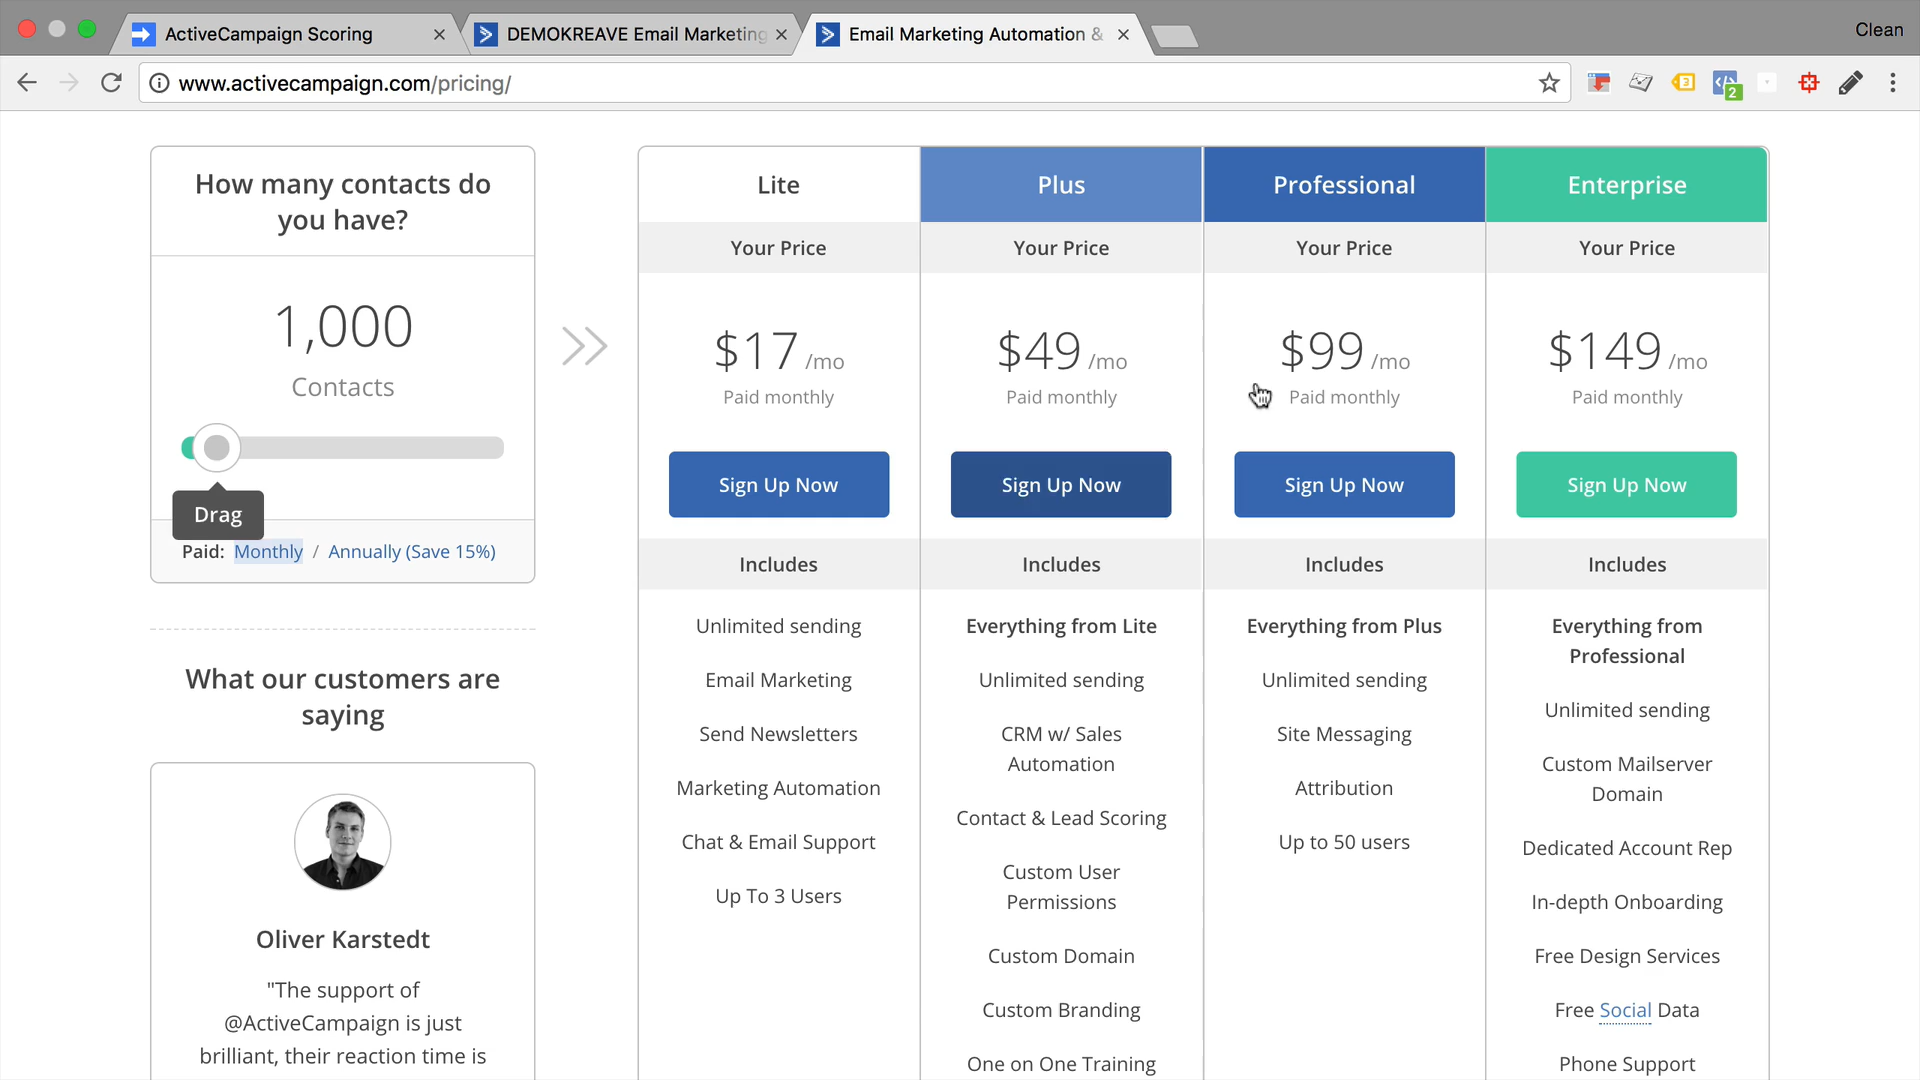 ActiveCampaign Scoring
DEMOKREAVE Email Marketing
Email Marketing Automation &
Clean
www.activecampaign.com/pricing/
3
2
How many contacts do
you have?
1,000
Contacts
Drag
Paid: Monthly / Annually (Save 15%)
What our customers are
saying
Oliver Karstedt
"The support of
@ActiveCampaign is just
brilliant, their reaction time is
Lite
Your Price
$17 /mo
Paid monthly
Sign Up Now
Includes
Unlimited sending
Email Marketing
Send Newsletters
Marketing Automation
Chat & Email Support
Up To 3 Users
Plus
Your Price
$49 /mo
Paid monthly
Sign Up Now
Includes
Everything from Lite
Unlimited sending
CRM w/ Sales
Automation
Contact & Lead Scoring
Custom User
Permissions
Custom Domain
Custom Branding
One on One Training
Professional
Your Price
$99 /mo
Paid monthly
Sign Up Now
Includes
Everything from Plus
Unlimited sending
Site Messaging
Attribution
Up to 50 users
Enterprise
Your Price
$149 /mo
Paid monthly
Sign Up Now
Includes
Everything from
Professional
Unlimited sending
Custom Mailserver
Domain
Dedicated Account Rep
In-depth Onboarding
Free Design Services
Free Social Data
Phone Support